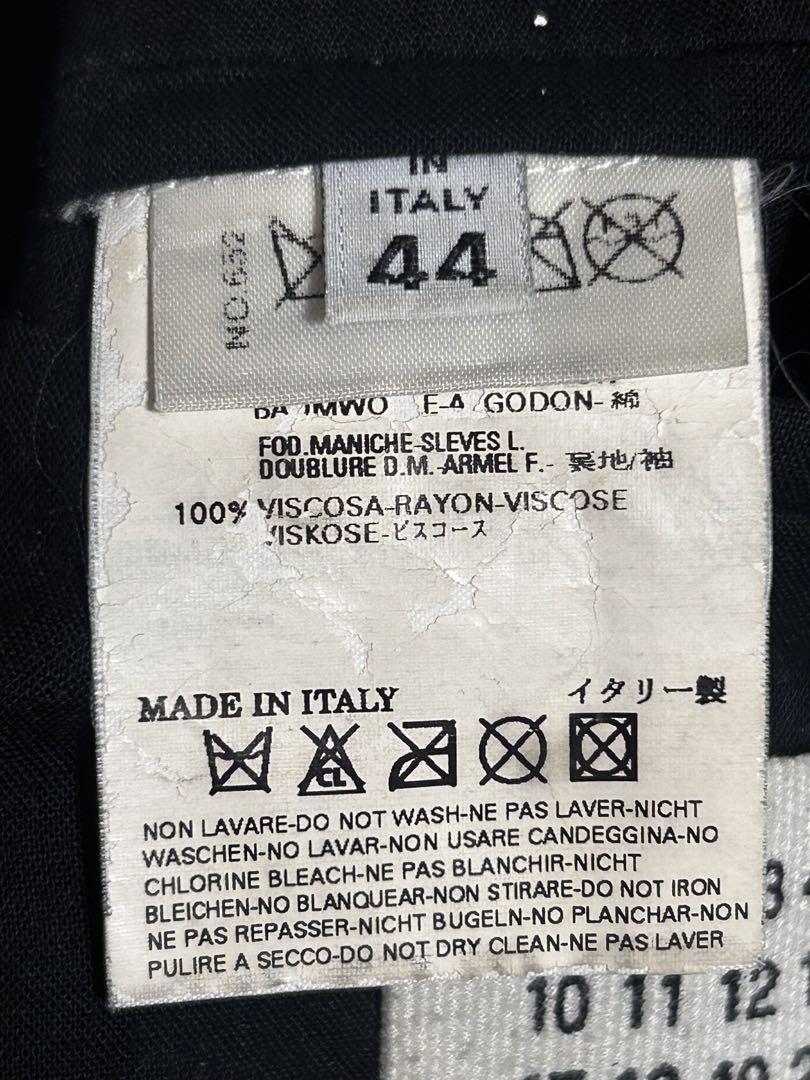 IN
ITALY
44
NO.632
GODON-綿
FOD.MANICHE-SLEVES L.
DOUBLURE D.M.-ARMEL F.- 裏地/袖
100% VISCOSA-RAYON-VISCOSE
VISKOSE-ビスコース
MADE IN ITALY イタリー製
CL
NON LAVARE-DO NOT WASH-NE PAS LAVER-NICHT
WASCHEN-NO LAVAR-NON USARE CANDEGGINA-NO
CHLORINE BLEACH-NE PAS BLANCHIR-NICHT
BLEICHEN-NO BLANQUEAR-NON STIRARE-DO NOT IRON
NE PAS REPASSER-NICHT BUGELN-NO PLANCHAR-NON
PULIRE A SECCO-DO NOT DRY CLEAN-NE PAS LAVER
10 11 12